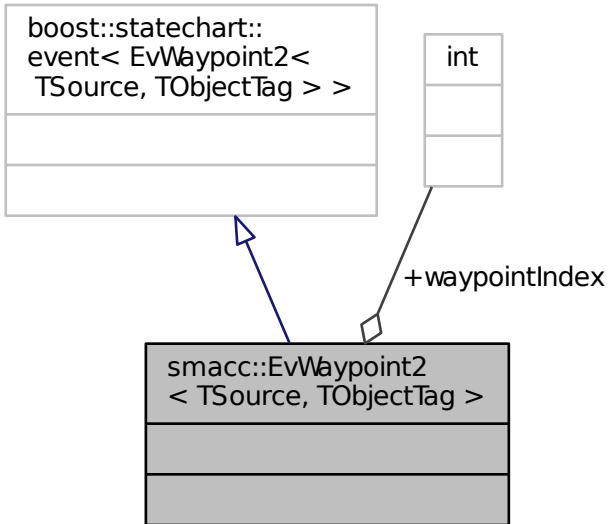 boost::statechart::
event< EvWaypoint2<
TSource, TObjectTag > >
int
+waypointIndex
smacc::EvWaypoint2
< TSource, TObjectTag >